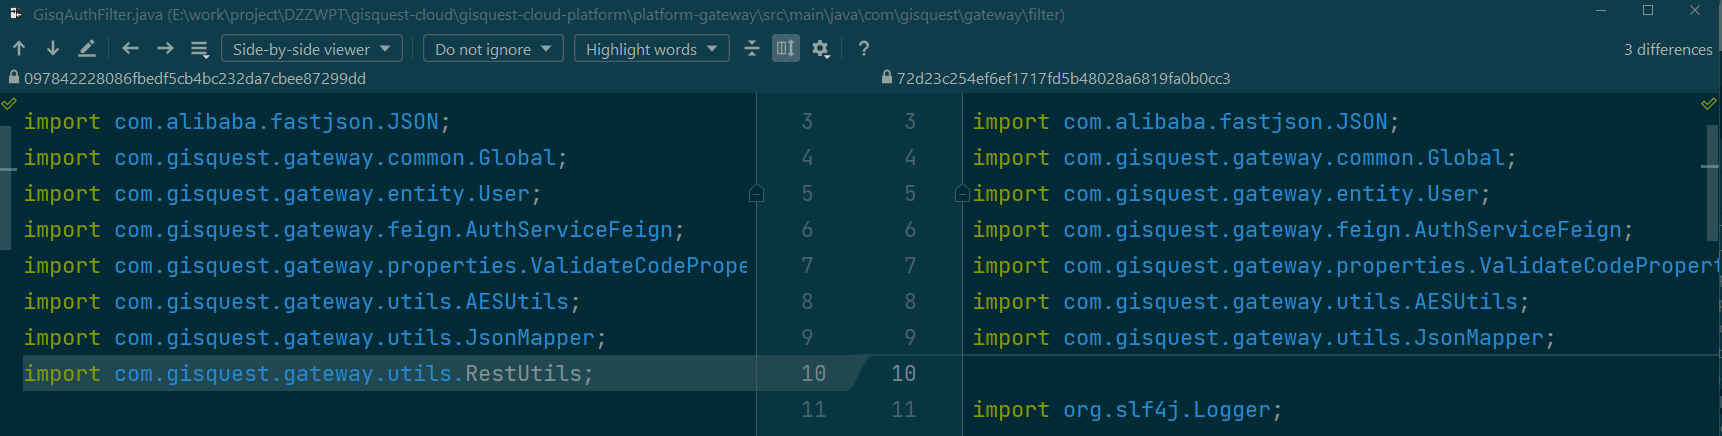 GisqAuthFilter.java (E:\work\project\DZZWPT\gisquest-cloud\gisquest-cloud-platform\platform-gateway\src\main\java\com\gisquest\gateway\filter)
Side-by-side viewer Do not ignore Highlight words ? 3 differences
097842228086fbedf5cb4bc232da7cbee87299dd 72d23c254ef6ef1717fd5b48028a6819fa0b0cc3
import com.alibaba.fastjson.JSON; 3 3 import com.alibaba.fastjson.JSON;
import com.gisquest.gateway.common.Global; 4 4 import com.gisquest.gateway.common.Global;
import com.gisquest.gateway.entity.User; 5 5 import com.gisquest.gateway.entity.User;
import com.gisquest.gateway.feign.AuthServiceFeign; 6 6 import com.gisquest.gateway.feign.AuthServiceFeign;
import com.gisquest.gateway.properties.ValidateCodePrope 7 7 import com.gisquest.gateway.properties.ValidateCodePropert
import com.gisquest.gateway.utils.AESUtils; 8 8 import com.gisquest.gateway.utils.AESUtils;
import com.gisquest.gateway.utils.JsonMapper; 9 9 import com.gisquest.gateway.utils.JsonMapper;
import com.gisquest.gateway.utils.RestUtils; 10 10
11 11 import org.slf4j.Logger;